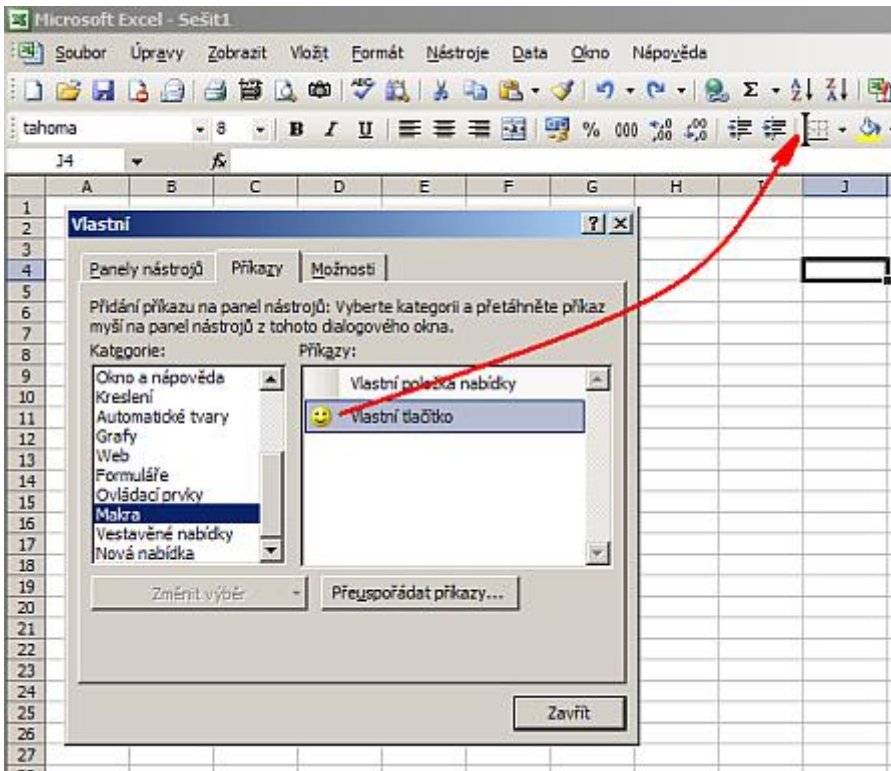 Microsoft Excel - Sešit1
Soubor Úpravy Zobrazit Vložit Formát Nástroje Data Okno Nápověda
tahoma 8 B I U % 000
J4 fx
A B C D E F G H I J
1
2
3
4
5
6
7
8
9
10
11
12
13
14
15
16
17
18
19
20
21
22
23
24
25
26
27
Vlastní
Panely nástrojů Příkazy Možnosti
Přidání příkazu na panel nástrojů: Vyberte kategorii a přetáhněte příkaz
myší na panel nástrojů z tohoto dialogového okna.
Kategorie: Příkazy:
Okno a nápověda
Kreslení
Automatické tvary
Grafy
Web
Formuláře
Ovládací prvky
Makra
Vestavěné nabídky
Nová nabídka
Vlastní položka nabídky
Vlastní tlačítko
Změnit výběr Přeuspořádat příkazy...
Zavřít